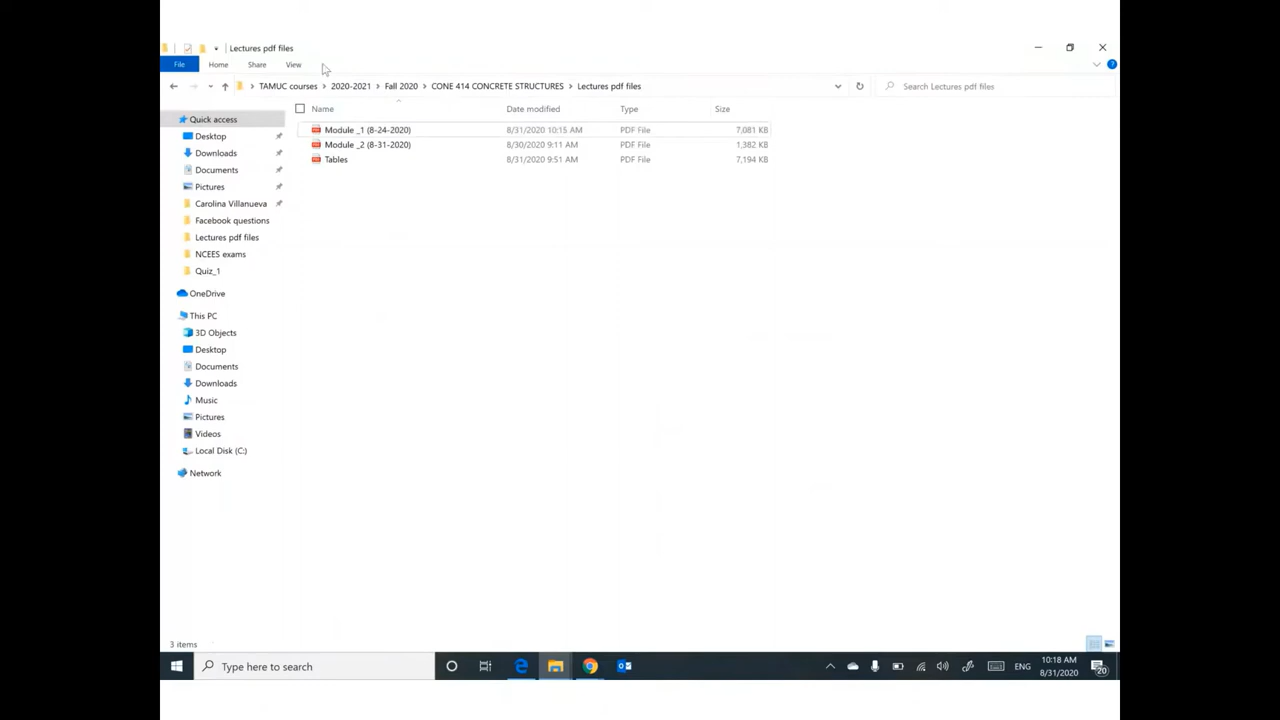 Lectures pdf files
File Home Share View
TAMUC courses 2020-2021 Fall 2020 CONE 414 CONCRETE STRUCTURES Lectures pdf files Search Lectures pdf files
Name Date modified Type Size
Module _1 (8-24-2020) 8/31/2020 10:15 AM PDF File 7,081 KB
Module _2 (8-31-2020) 8/30/2020 9:11 AM PDF File 1,382 KB
Tables 8/31/2020 9:51 AM PDF File 7,194 KB
Quick access
Desktop
Downloads
Documents
Pictures
Carolina Villanueva
Facebook questions
Lectures pdf files
NCEES exams
Quiz_1
OneDrive
This PC
3D Objects
Desktop
Documents
Downloads
Music
Pictures
Videos
Local Disk (C:)
Network
3 items
Type here to search ENG 10:18 AM
8/31/2020 20